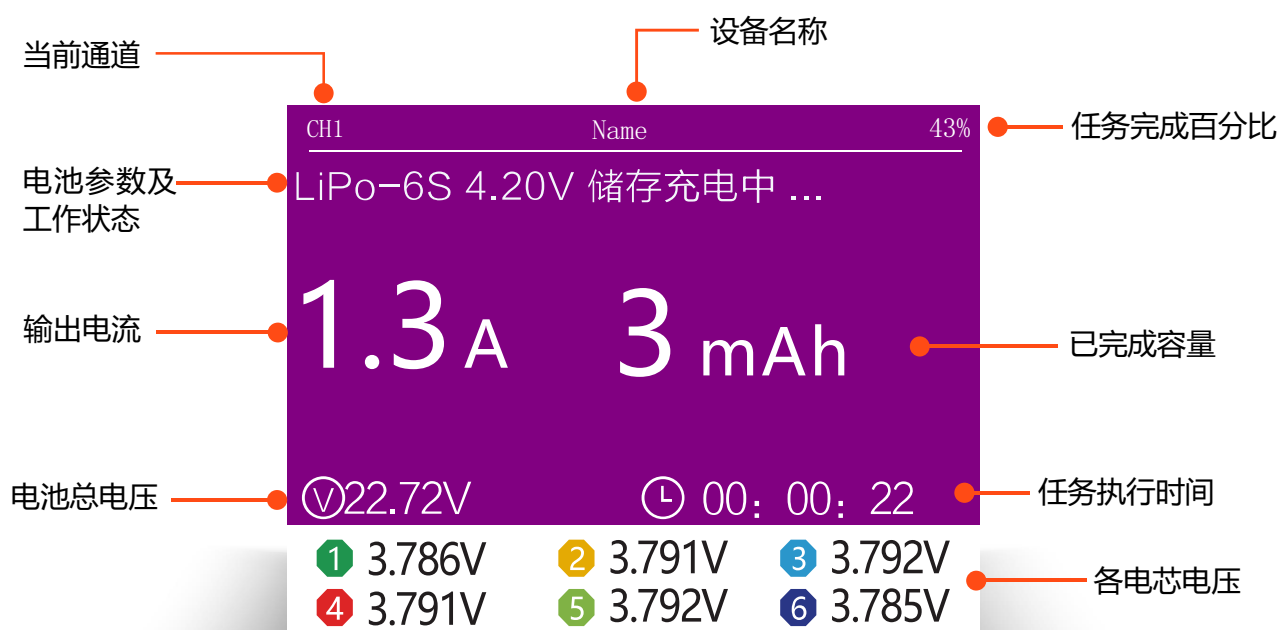 设备名称
当前通道
CH1 Name 43%
任务完成百分比
电池参数及
工作状态
LiPo-6S 4.20V 储存充电中 ...
输出电流
1.3 A 3 mAh
已完成容量
电池总电压
V 22.72V 00: 00: 22
任务执行时间
1 3.786V 2 3.791V 3 3.792V
4 3.791V 5 3.792V 6 3.785V
各电芯电压